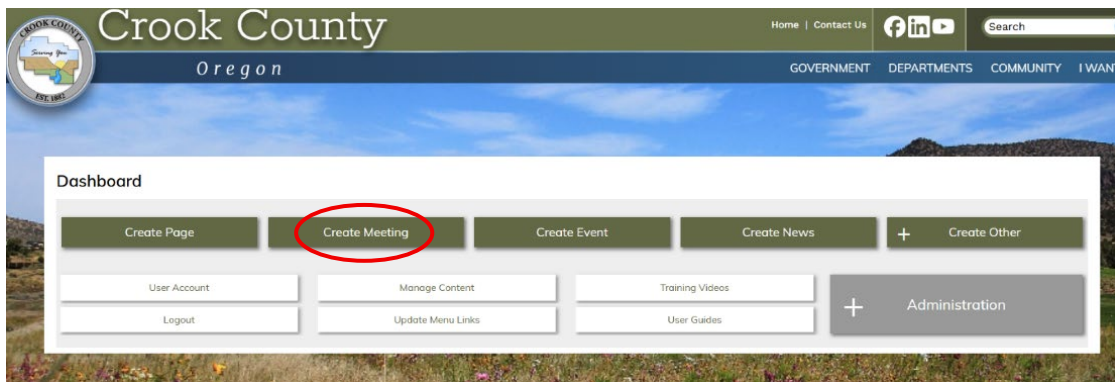 CROOK COUNTY
Serving You
EST. 1882
Crook County
Oregon
Home | Contact Us
Search
GOVERNMENT DEPARTMENTS COMMUNITY I WAN
Dashboard
Create Page Create Meeting Create Event Create News + Create Other
User Account Manage Content Training Videos + Administration
Logout Update Menu Links User Guides